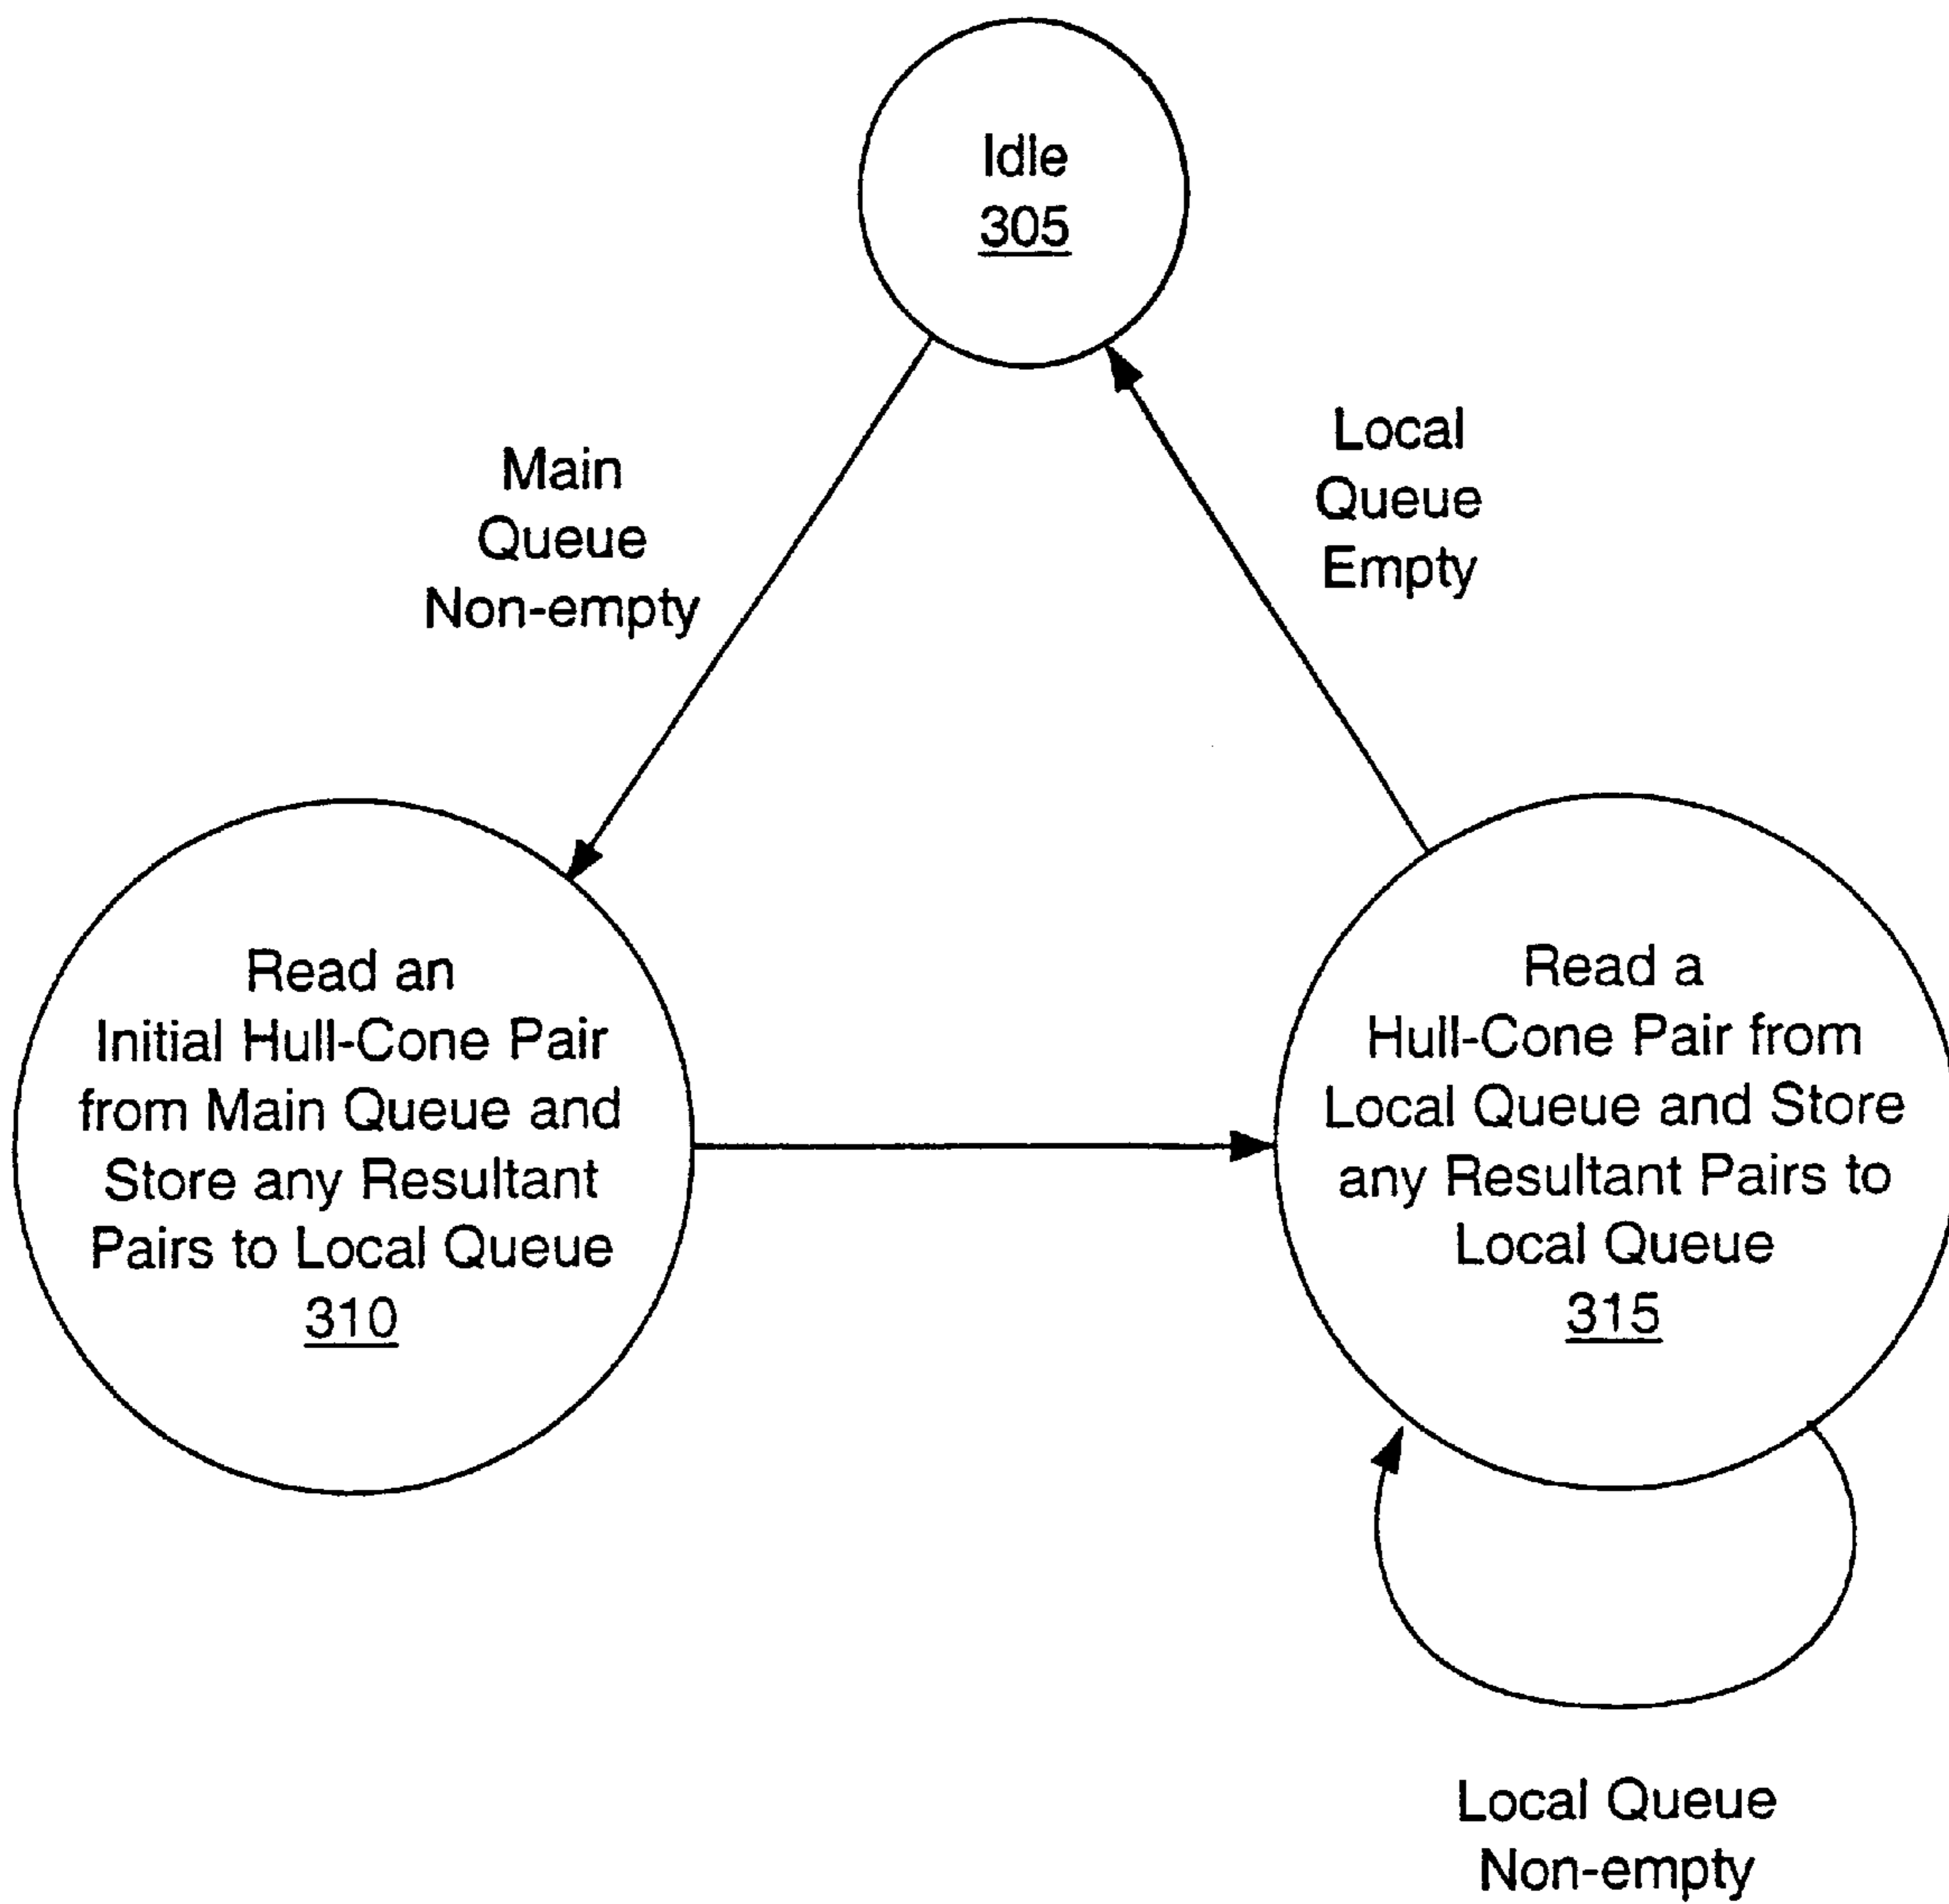 Idle
305
Main
Queue
Non-empty
Local
Queue
Empty
Read an
Initial Hull-Cone Pair
from Main Queue and
Store any Resultant
Pairs to Local Queue
310
Read a
Hull-Cone Pair from
Local Queue and Store
any Resultant Pairs to
Local Queue
315
Local Queue
Non-empty